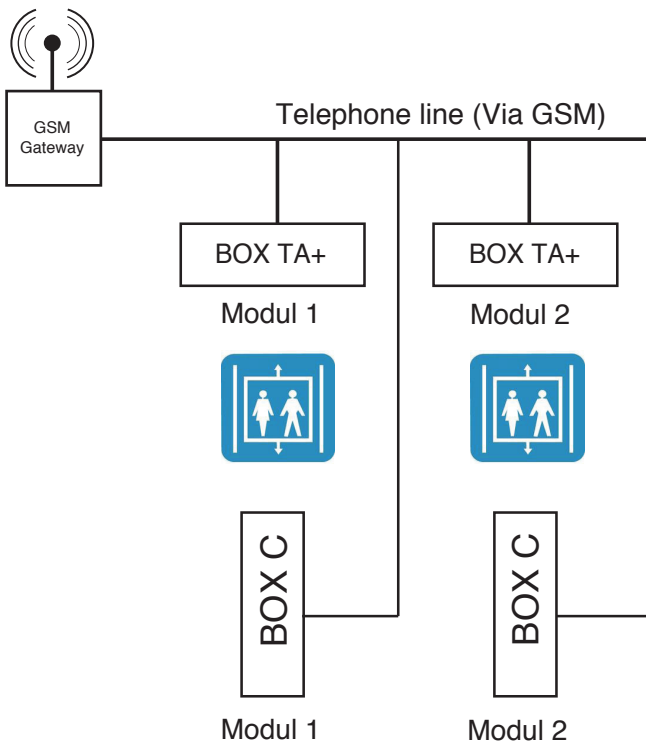 GSM
Gateway
Telephone line (Via GSM)
BOX TA+
BOX TA+
Modul 1
Modul 2
BOX C
BOX C
Modul 1
Modul 2